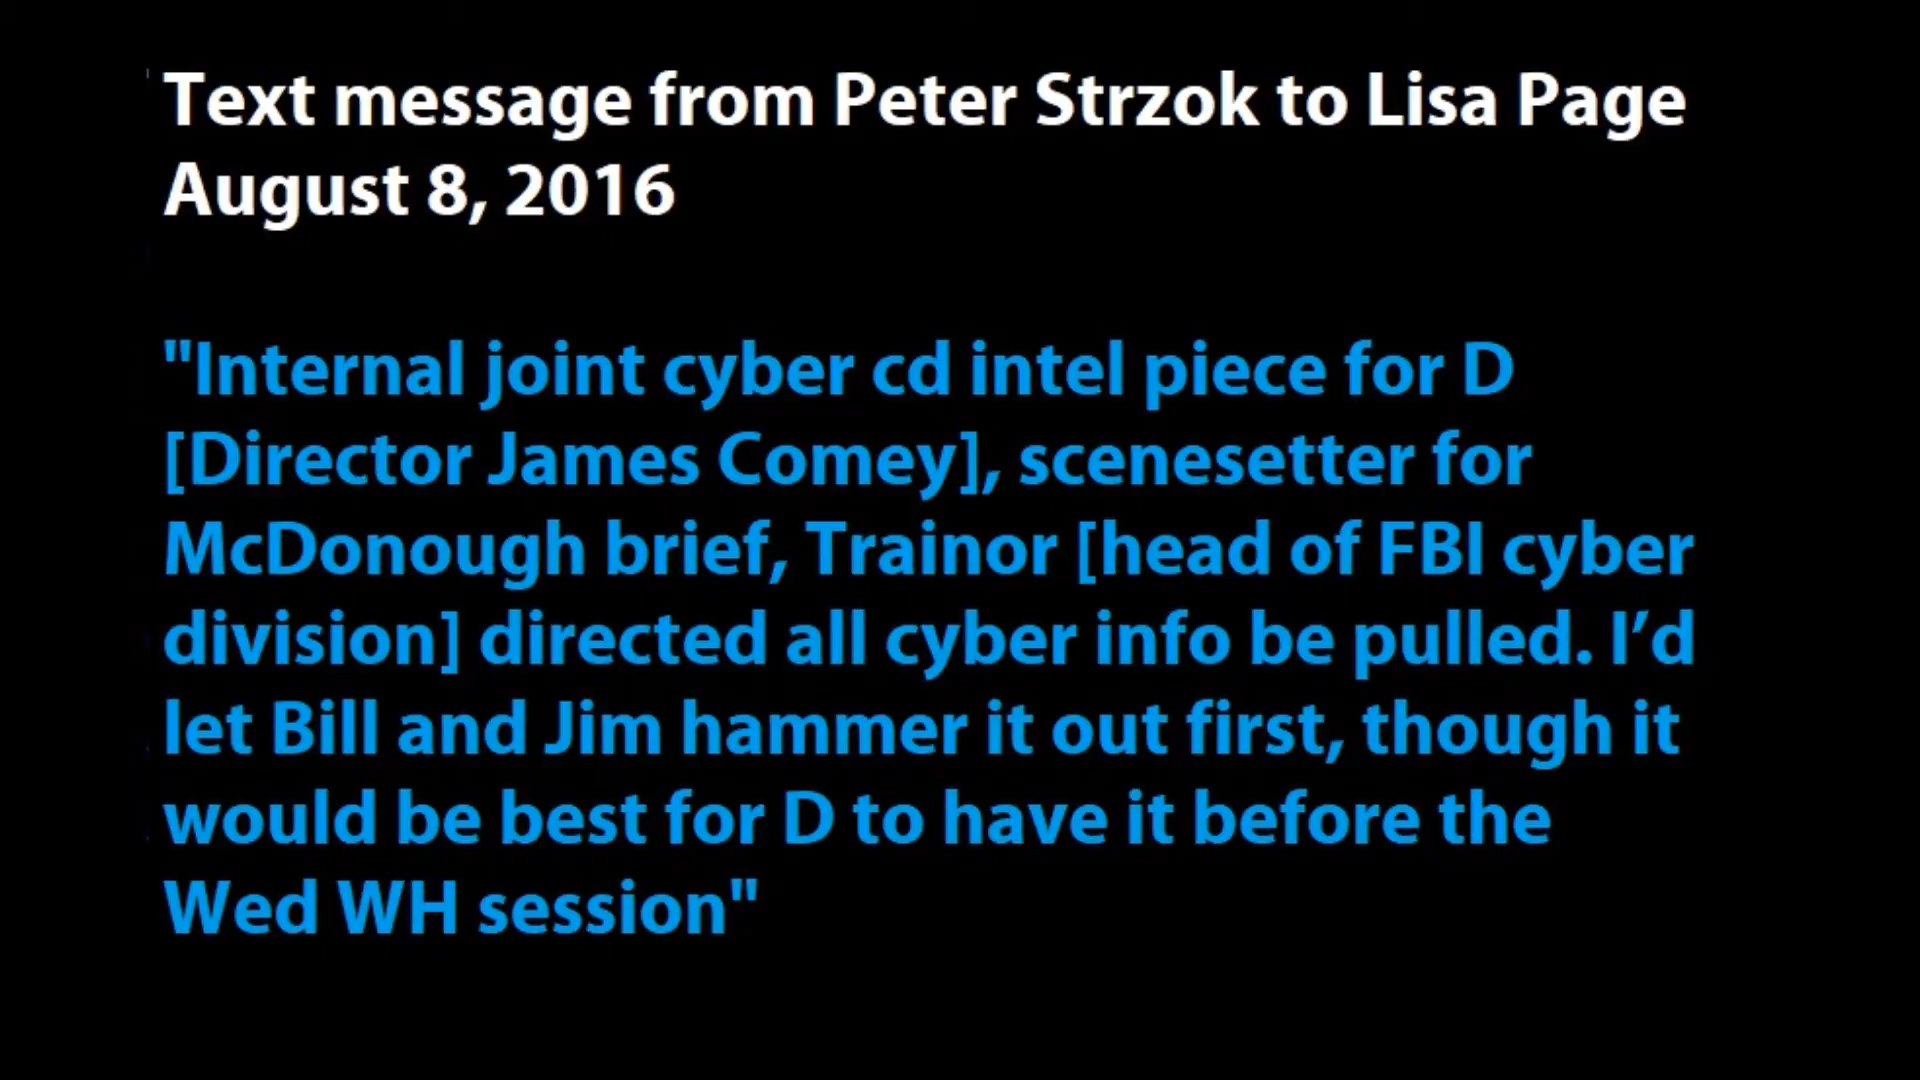 Text message from Peter Strzok to Lisa Page
August 8, 2016
"Internal joint cyber cd intel piece for D
[Director James Comey], scenesetter for
McDonough brief, Trainor [head of FBI cyber
division] directed all cyber info be pulled. I’d
let Bill and Jim hammer it out first, though it
would be best for D to have it before the
Wed WH session"